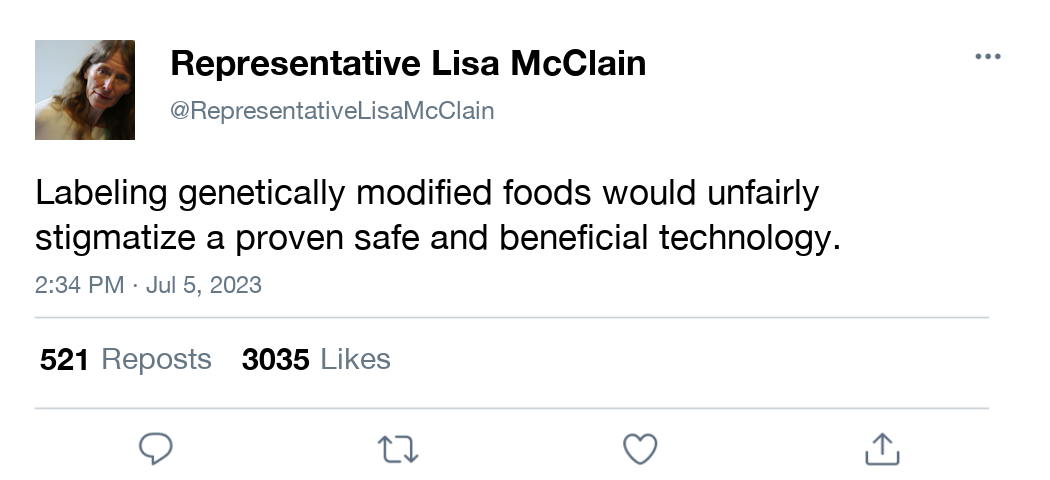 Representative Lisa McClain
@RepresentativeLisaMcClain
Labeling genetically modified foods would unfairly
stigmatize a proven safe and beneficial technology.
2:34 PM · Jul 5, 2023
521 Reposts 3035 Likes